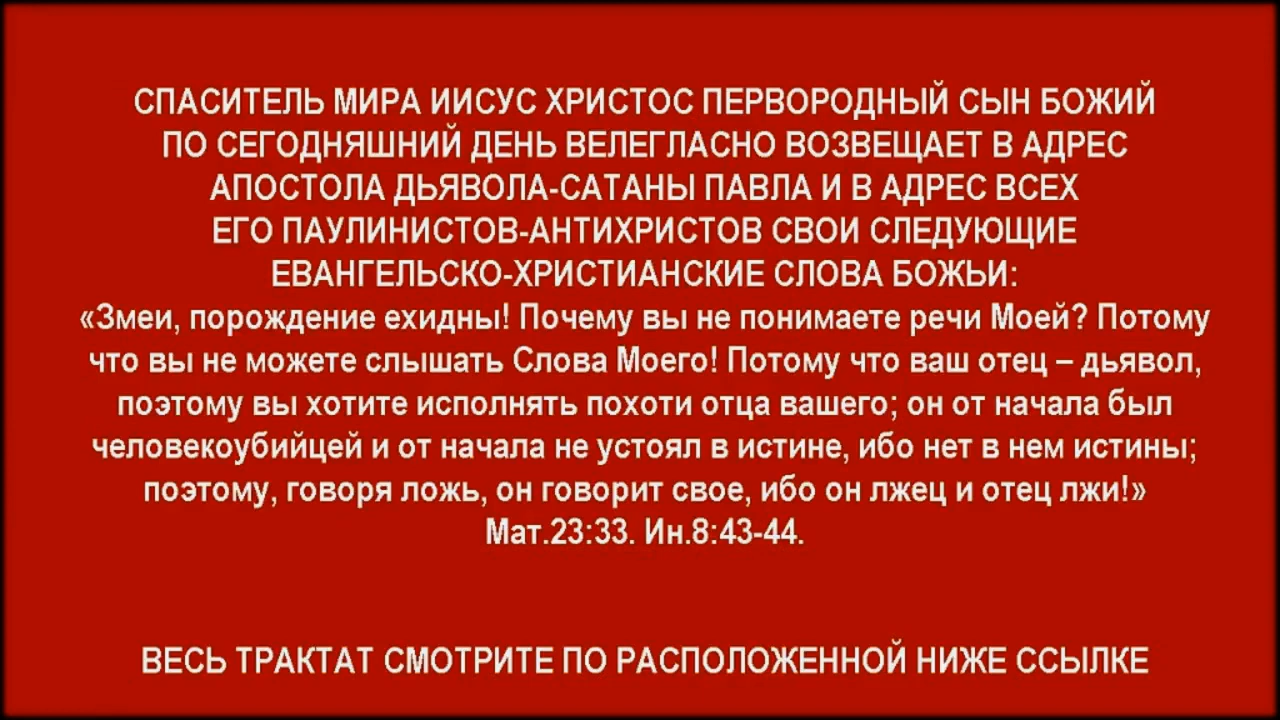 СПАСИТЕЛЬ МИРА ИИСУС ХРИСТОС ПЕРВОРОДНЫЙ СЫН БОЖИЙ
ПО СЕГОДНЯШНИЙ ДЕНЬ ВЕЛЕГЛАСНО ВОЗВЕЩАЕТ В АДРЕС
АПОСТОЛА ДЬЯВОЛА-САТАНЫ ПАВЛА И В АДРЕС ВСЕХ
ЕГО ПАУЛИНИСТОВ-АНТИХРИСТОВ СВОИ СЛЕДУЮЩИЕ
ЕВАНГЕЛЬСКО-ХРИСТИАНСКИЕ СЛОВА БОЖЬИ:
«Змеи, порождение ехидны! Почему вы не понимаете речи Моей? Потому
что вы не можете слышать Слова Моего! Потому что ваш отец – дьявол,
поэтому вы хотите исполнять похоти отца вашего; он от начала был
человекоубийцей и от начала не устоял в истине, ибо нет в нем истины;
поэтому, говоря ложь, он говорит свое, ибо он лжец и отец лжи!»
Мат.23:33. Ин.8:43-44.
ВЕСЬ ТРАКТАТ СМОТРИТЕ ПО РАСПОЛОЖЕННОЙ НИЖЕ ССЫЛКЕ